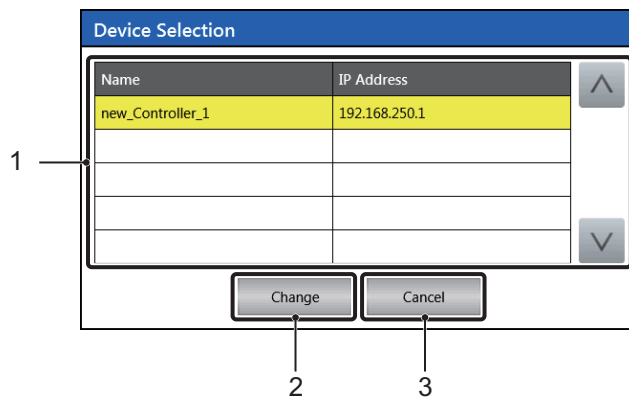 Device Selection
Name IP Address
new_Controller_1 192.168.250.1
1
Change Cancel
2 3